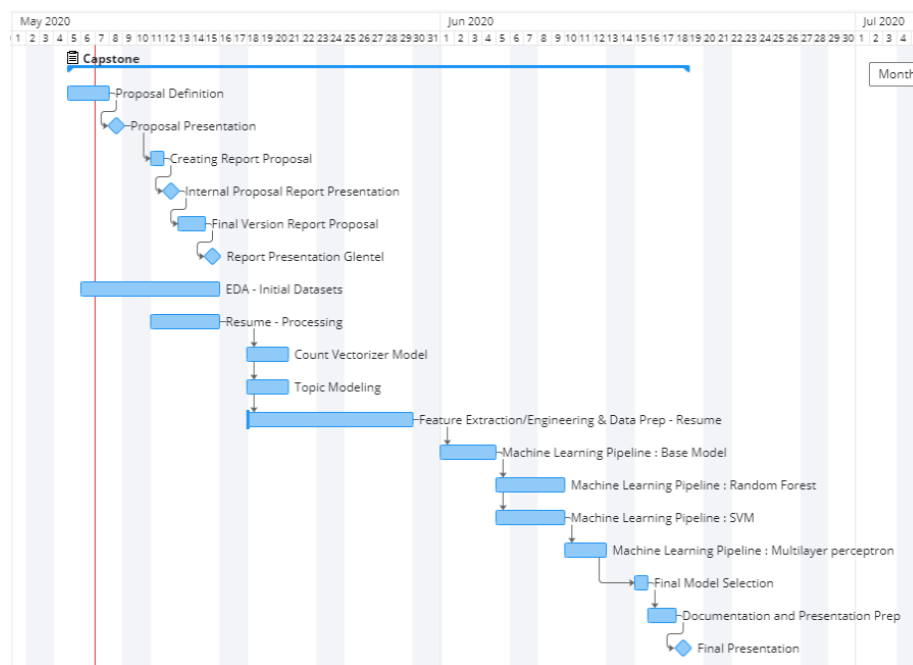 May 2020
Jun 2020
Jul 2020
1 2 3 4 5 6 7 8 9 10 11 12 13 14 15 16 17 18 19 20 21 22 23 24 25 26 27 28 29 30 31 1 2 3 4 5 6 7 8 9 10 11 12 13 14 15 16 17 18 19 20 21 22 23 24 25 26 27 28 29 30 1 2 3 4
Capstone
Month
Proposal Definition
Proposal Presentation
Creating Report Proposal
Internal Proposal Report Presentation
Final Version Report Proposal
Report Presentation Glentel
EDA - Initial Datasets
Resume - Processing
Count Vectorizer Model
Topic Modeling
Feature Extraction/Engineering & Data Prep - Resume
Machine Learning Pipeline : Base Model
Machine Learning Pipeline : Random Forest
Machine Learning Pipeline : SVM
Machine Learning Pipeline : Multilayer perceptron
Final Model Selection
Documentation and Presentation Prep
Final Presentation